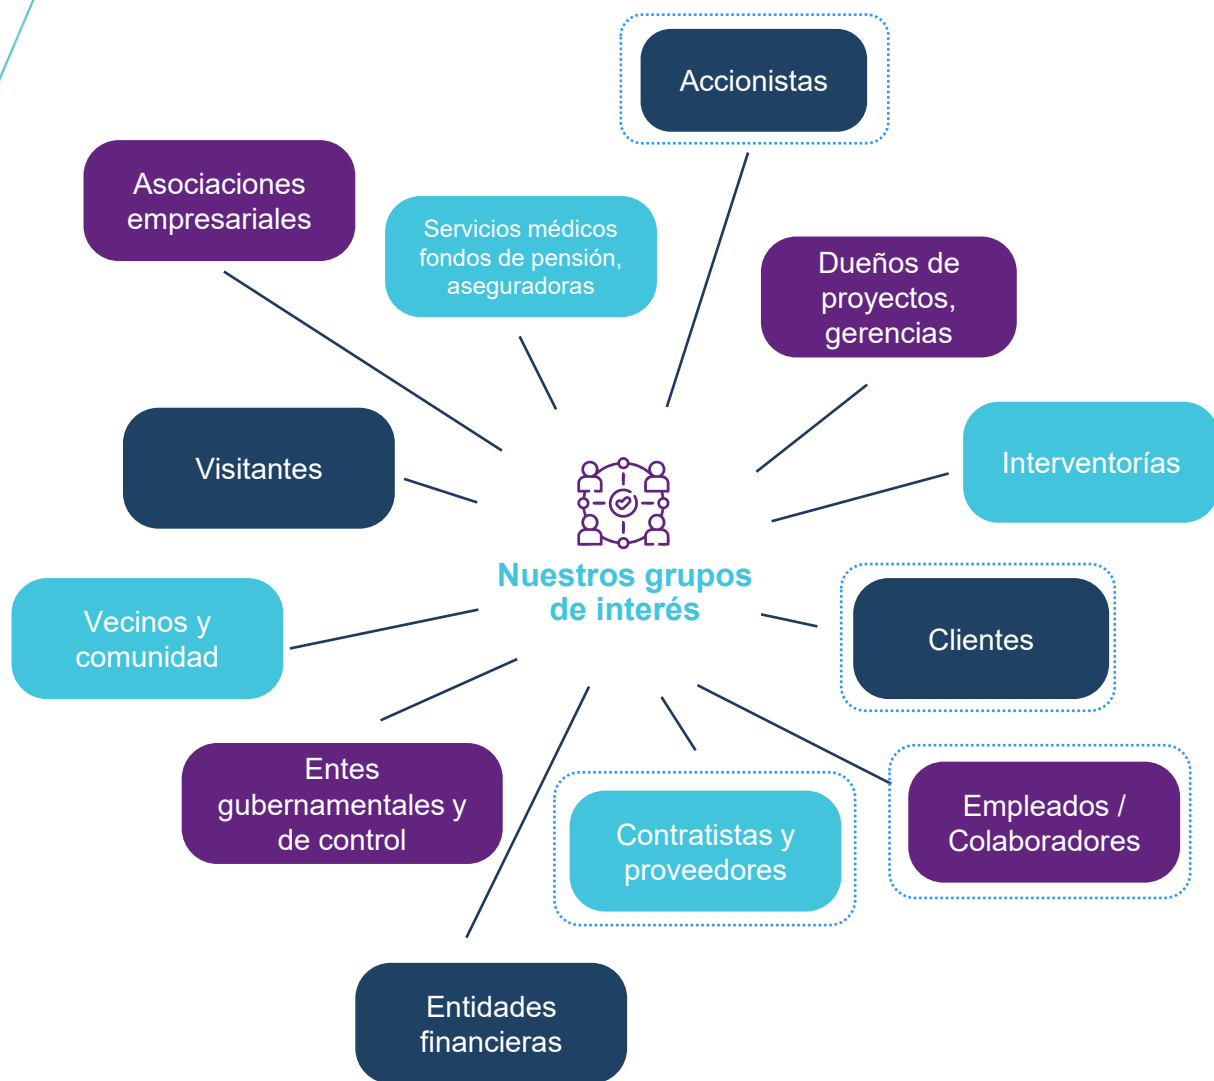 Accionistas
Asociaciones
empresariales
Servicios médicos
fondos de pensión,
aseguradoras
Dueños de
proyectos,
gerencias
Visitantes
Interventorías
Nuestros grupos
de interés
Vecinos y
comunidad
Clientes
Entes
gubernamentales y
de control
Contratistas y
proveedores
Empleados /
Colaboradores
Entidades
financieras